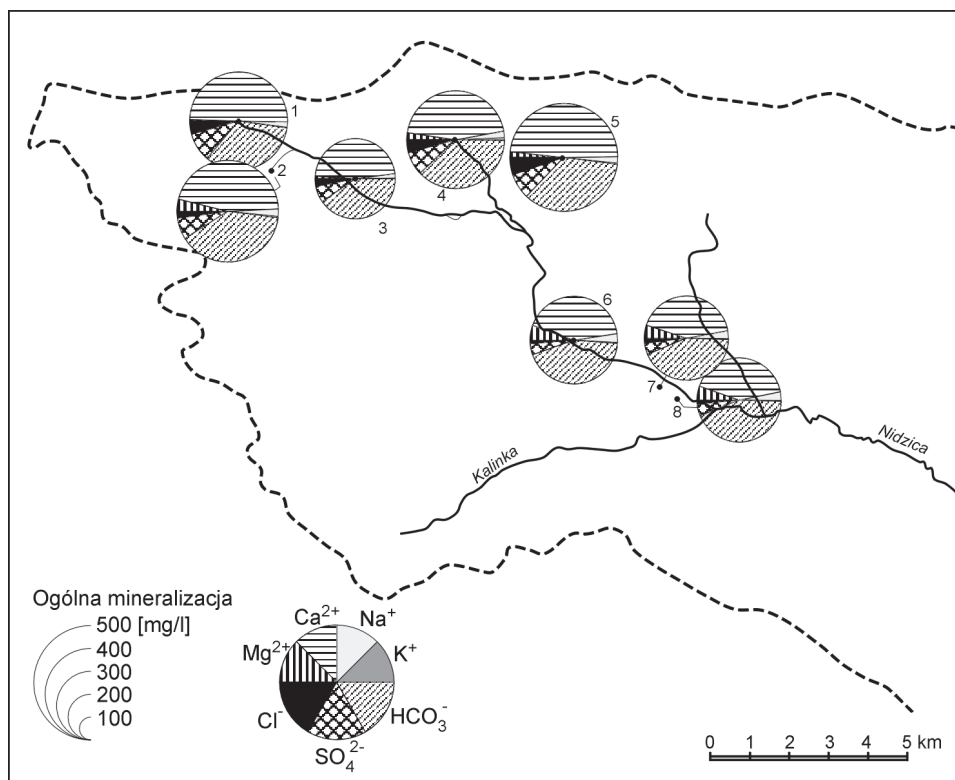 1
2
3
4
5
6
7
8
Kalinka
Nidzica
Ogólna mineralizacja
500 [mg/l]
400
300
200
100
Ca²⁺
Na⁺
Mg²⁺
K⁺
Cl⁻
HCO₃⁻
SO₄²⁻
0 1 2 3 4 5 km